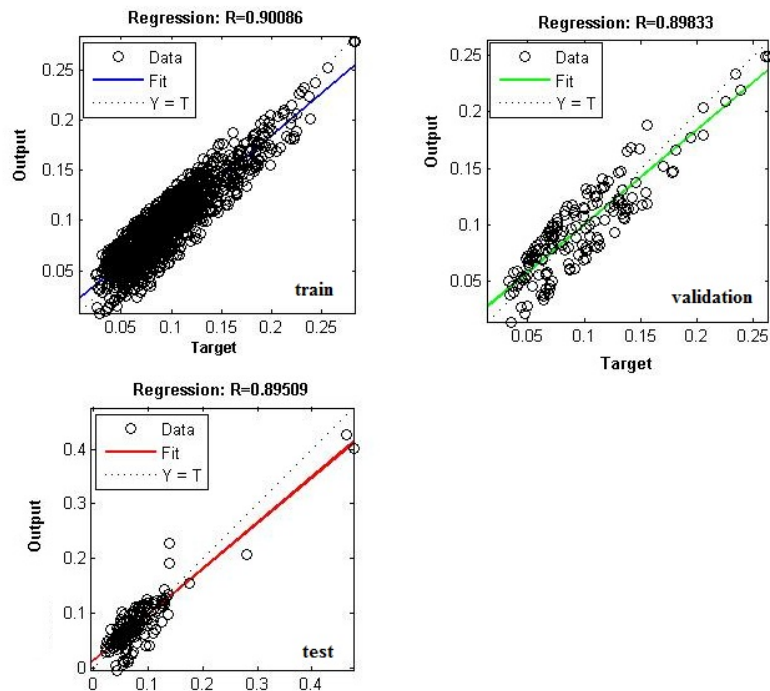 Regression: R=0.90086
Output
0.25
0.2
0.15
0.1
0.05
Data
Fit
Y = T
train
0.05 0.1 0.15 0.2 0.25
Target
Regression: R=0.89833
Output
0.25
0.2
0.15
0.1
0.05
Data
Fit
Y = T
validation
0.05 0.1 0.15 0.2 0.25
Target
Regression: R=0.89509
Output
0.4
0.3
0.2
0.1
0
Data
Fit
Y = T
test
0 0.1 0.2 0.3 0.4